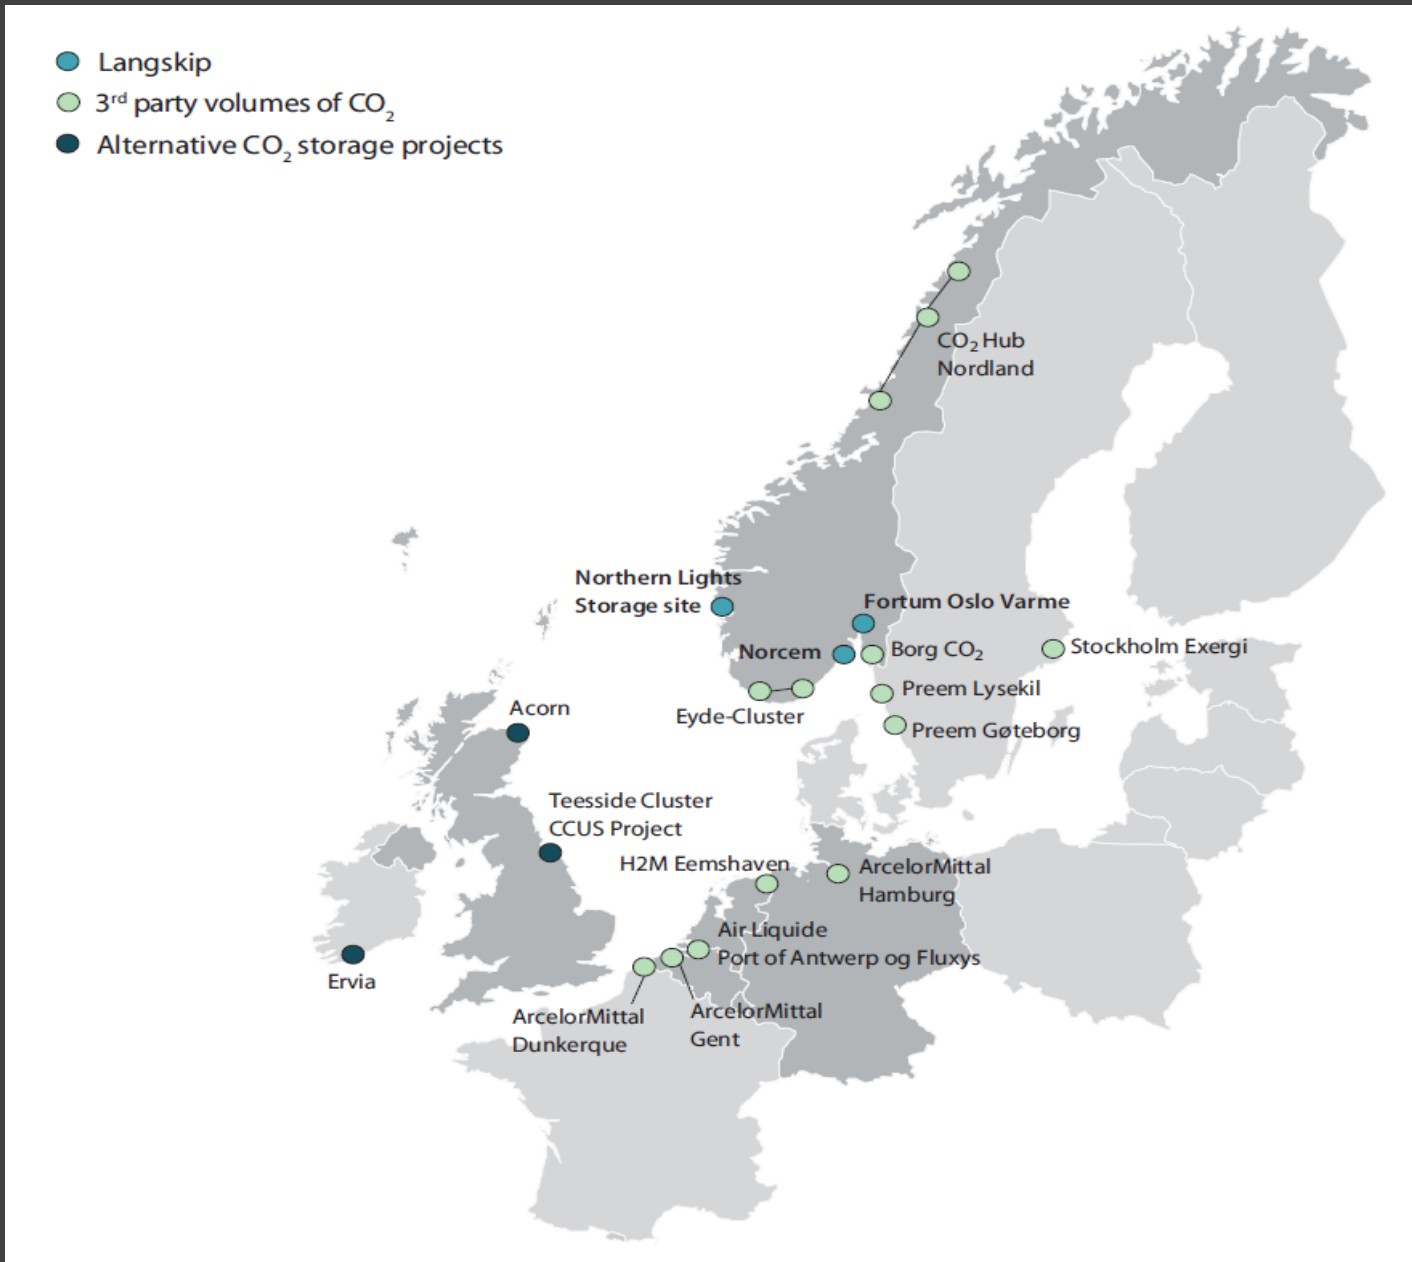 Langskip
3rd party volumes of CO2
Alternative CO2 storage projects
CO2 Hub
Nordland
Northern Lights
Storage site
Fortum Oslo Varme
Norcem
Borg CO2
Stockholm Exergi
Preem Lysekil
Eyde-Cluster
Preem Gøteborg
Acorn
Teesside Cluster
CCUS Project
H2M Eemshaven
ArcelorMittal
Hamburg
Air Liquide
Port of Antwerp og Fluxys
Ervia
ArcelorMittal
Dunkerque
ArcelorMittal
Gent